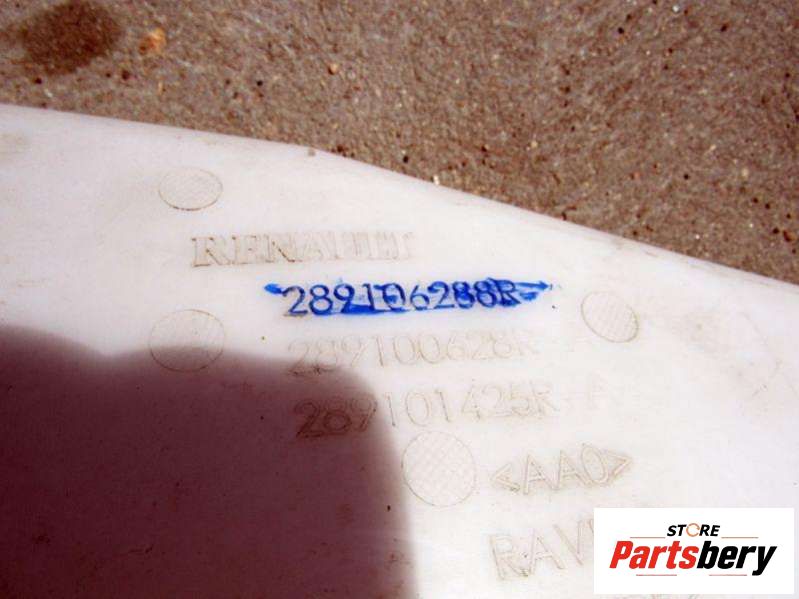 RENAULT
289106288R
289100628R
289101425R-A
<AA0>
STORE
Partsbery